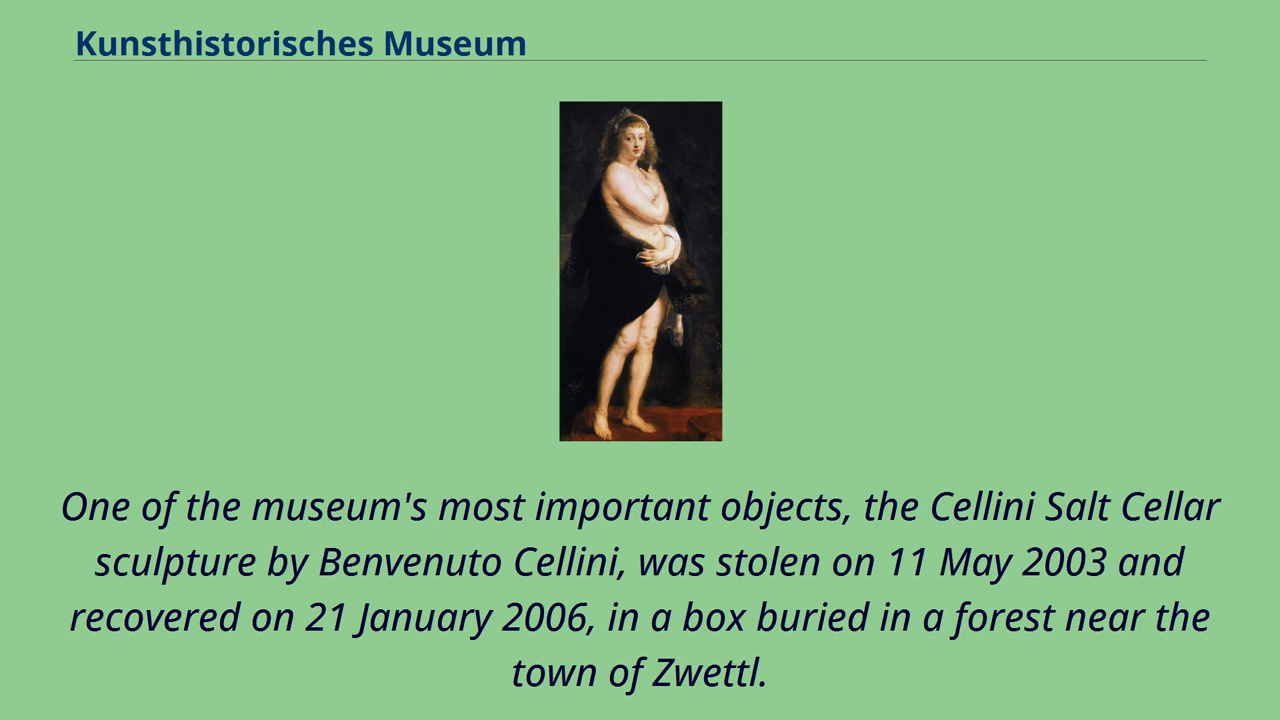 Kunsthistorisches Museum
One of the museum's most important objects, the Cellini Salt Cellar
sculpture by Benvenuto Cellini, was stolen on 11 May 2003 and
recovered on 21 January 2006, in a box buried in a forest near the
town of Zwettl.